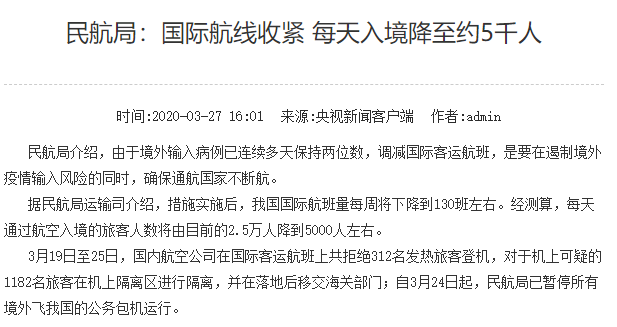 民航局：国际航线收紧 每天入境降至约5千人
时间:2020-03-27 16:01 来源:央视新闻客户端 作者:admin
民航局介绍，由于境外输入病例已连续多天保持两位数，调减国际客运航班，是要在遏制境外
疫情输入风险的同时，确保通航国家不断航。
据民航局运输司介绍，措施实施后，我国国际航班量每周将下降到130班左右。经测算，每天
通过航空入境的旅客人数将由目前的2.5万人降到5000人左右。
3月19日至25日，国内航空公司在国际客运航班上共拒绝312名发热旅客登机，对于机上可疑的
1182名旅客在机上隔离区进行隔离，并在落地后移交海关部门；自3月24日起，民航局已暂停所有
境外飞我国的公务包机运行。